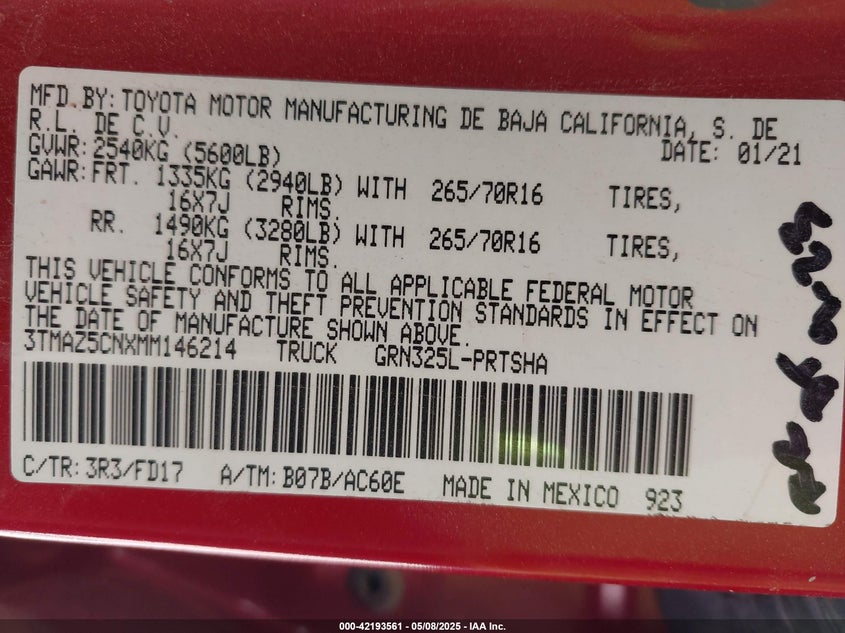 MFD. BY: TOYOTA MOTOR MANUFACTURING DE BAJA CALIFORNIA, S. DE
R.L. DE C.V. DATE: 01/21
GVWR: 2540KG (5600LB)
GAWR: FRT. 1335KG (2940LB) WITH 265/70R16 TIRES,
16X7J RIMS.
RR. 1490KG (3280LB) WITH 265/70R16 TIRES,
16X7J RIMS.
THIS VEHICLE CONFORMS TO ALL APPLICABLE FEDERAL MOTOR
VEHICLE SAFETY AND THEFT PREVENTION STANDARDS IN EFFECT ON
THE DATE OF MANUFACTURE SHOWN ABOVE.
3TMAZ5CNXMM146214 TRUCK GRN325L-PRTSHA
C/TR: 3R3/FD17 A/TM: B07B/AC60E MADE IN MEXICO 923
000-42193561 - 05/08/2025 - IAA Inc.